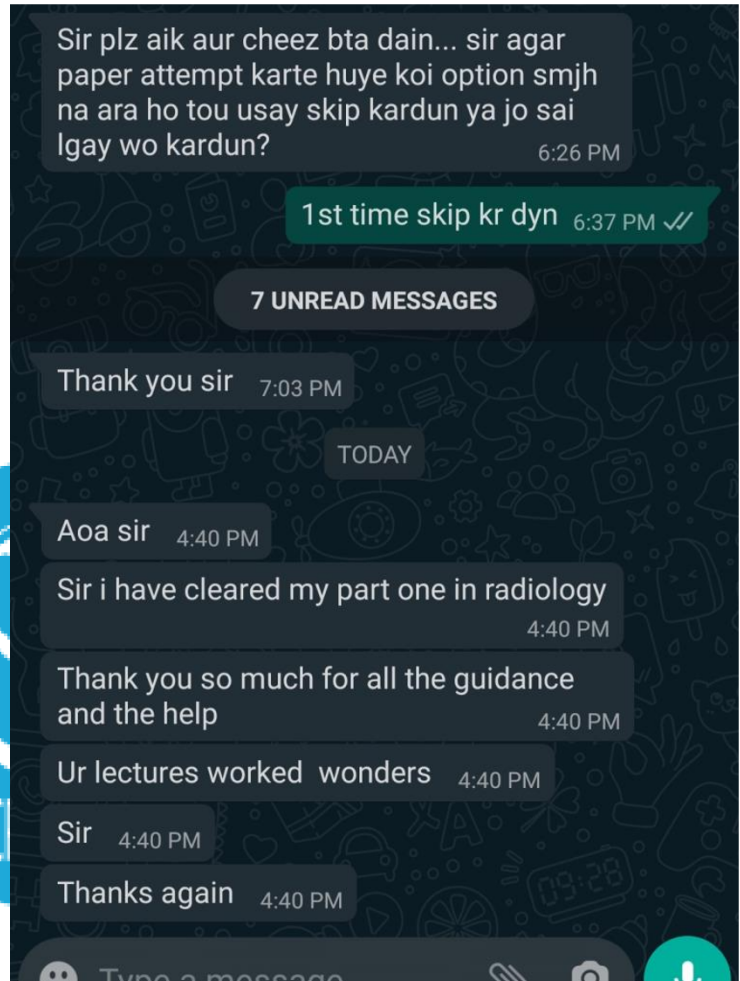 Sir plz aik aur cheez bta dain... sir agar
paper attempt karte huye koi option smjh
na ara ho tou usay skip kardun ya jo sai
lgay wo kardun?
6:26 PM
1st time skip kr dyn 6:37 PM
7 UNREAD MESSAGES
Thank you sir 7:03 PM
TODAY
Aoa sir 4:40 PM
Sir i have cleared my part one in radiology
4:40 PM
Thank you so much for all the guidance
and the help 4:40 PM
Ur lectures worked wonders 4:40 PM
Sir 4:40 PM
Thanks again 4:40 PM
Type a message